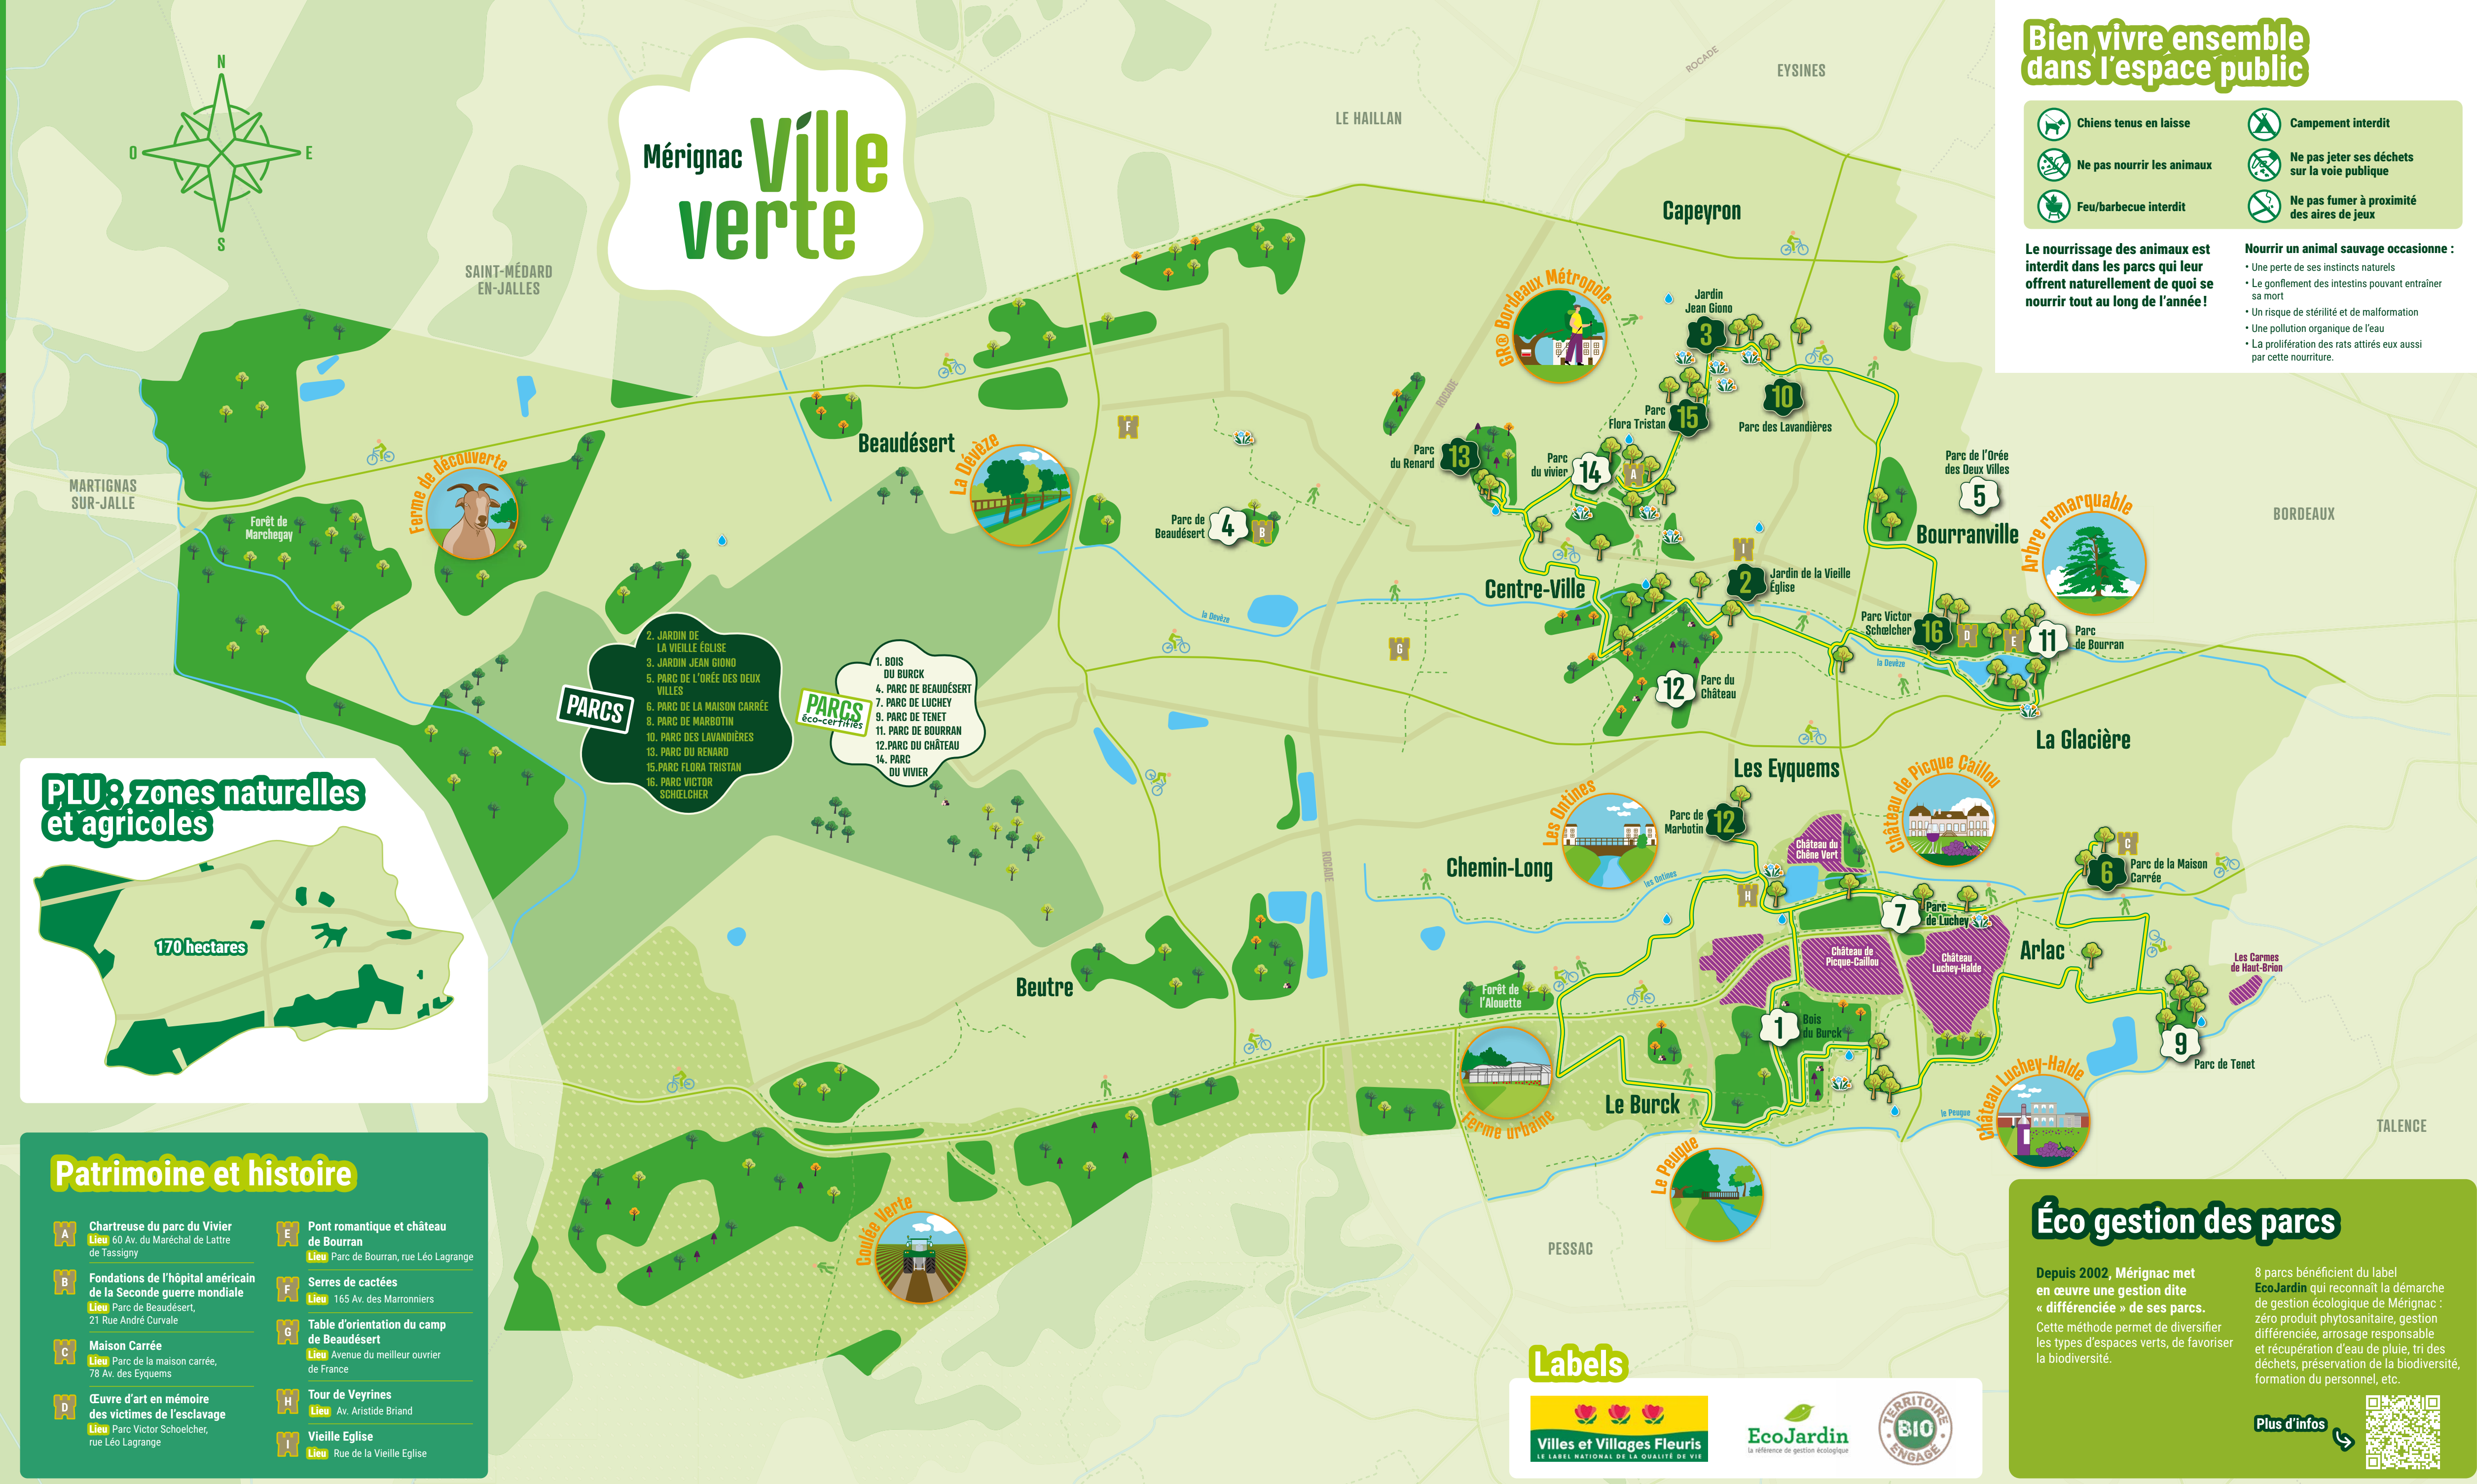 Mérignac Ville
verte
N
O
E
S
Bien vivre ensemble
dans l'espace public
Chiens tenus en laisse
Ne pas nourrir les animaux
Feu/barbecue interdit
Campement interdit
Ne pas jeter ses déchets
sur la voie publique
Ne pas fumer à proximité
des aires de jeux
Le nourrissage des animaux est
interdit dans les parcs qui leur
offrent naturellement de quoi se
nourrir tout au long de l'année !
Nourrir un animal sauvage occasionne :
• Une perte de ses instincts naturels
• Le gonflement des intestins pouvant entraîner
sa mort
• Un risque de stérilité et de malformation
• Une pollution organique de l'eau
• La prolifération des rats attirés eux aussi
par cette nourriture.
ROCADE
EYSINES
LE HAILLAN
SAINT-MÉDARD
EN-JALLES
MARTIGNAS
SUR-JALLE
BORDEAUX
TALENCE
PESSAC
Capeyron
GR® Bordeaux Métropole
Jardin
Jean Giono
3
10
Parc des Lavandières
Parc
Flora Tristan
15
ROCADE
Parc
du Renard
13
Parc
du vivier
14
A
Parc de l'Orée
des Deux Villes
5
Bourranville
Arbre remarquable
Beaudésert
La Devèze
F
Parc de
Beaudésert
4
B
Ferme de découverte
Forêt de
Marchegay
Centre-Ville
I
2
Jardin de la Vieille
Église
la Devèze
G
Parc Victor
Schœlcher
16
D
E
11
Parc
de Bourran
la Devèze
12
Parc du
Château
La Glacière
PARCS
2. JARDIN DE
LA VIEILLE ÉGLISE
3. JARDIN JEAN GIONO
5. PARC DE L'ORÉE DES DEUX
VILLES
6. PARC DE LA MAISON CARRÉE
8. PARC DE MARBOTIN
10. PARC DES LAVANDIÈRES
13. PARC DU RENARD
15.PARC FLORA TRISTAN
16. PARC VICTOR
SCHŒLCHER
PARCS
éco-certifiés
1. BOIS
DU BURCK
4. PARC DE BEAUDÉSERT
7. PARC DE LUCHEY
9. PARC DE TENET
11. PARC DE BOURRAN
12.PARC DU CHÂTEAU
14. PARC
DU VIVIER
Les Eyquems
Château de Picque Caillou
Les Ontines
Parc de
Marbotin
12
Château du
Chêne Vert
ROCADE
Chemin-Long
les Ontines
H
C
6
Parc de la Maison
Carrée
7
Parc
de Luchey
Château de
Picque-Caillou
Château
Luchey-Halde
Arlac
Les Carmes
de Haut-Brion
Beutre
Forêt de
l'Alouette
1
Bois
du Burck
9
Parc de Tenet
Ferme urbaine
Le Burck
Château Luchey-Halde
le Peugue
Le Peugue
Coulée Verte
PLU : zones naturelles
et agricoles
170 hectares
Patrimoine et histoire
A
Chartreuse du parc du Vivier
Lieu 60 Av. du Maréchal de Lattre
de Tassigny
B
Fondations de l'hôpital américain
de la Seconde guerre mondiale
Lieu Parc de Beaudésert,
21 Rue André Curvale
C
Maison Carrée
Lieu Parc de la maison carrée,
78 Av. des Eyquems
D
Œuvre d'art en mémoire
des victimes de l'esclavage
Lieu Parc Victor Schoelcher,
rue Léo Lagrange
E
Pont romantique et château
de Bourran
Lieu Parc de Bourran, rue Léo Lagrange
F
Serres de cactées
Lieu 165 Av. des Marronniers
G
Table d'orientation du camp
de Beaudésert
Lieu Avenue du meilleur ouvrier
de France
H
Tour de Veyrines
Lieu Av. Aristide Briand
I
Vieille Eglise
Lieu Rue de la Vieille Eglise
Labels
Villes et Villages Fleuris
LE LABEL NATIONAL DE LA QUALITÉ DE VIE
EcoJardin
la référence de gestion écologique
TERRITOIRE
BIO
ENGAGÉ
Éco gestion des parcs
Depuis 2002, Mérignac met
en œuvre une gestion dite
« différenciée » de ses parcs.
Cette méthode permet de diversifier
les types d'espaces verts, de favoriser
la biodiversité.
8 parcs bénéficient du label
EcoJardin qui reconnaît la démarche
de gestion écologique de Mérignac :
zéro produit phytosanitaire, gestion
différenciée, arrosage responsable
et récupération d'eau de pluie, tri des
déchets, préservation de la biodiversité,
formation du personnel, etc.
Plus d'infos